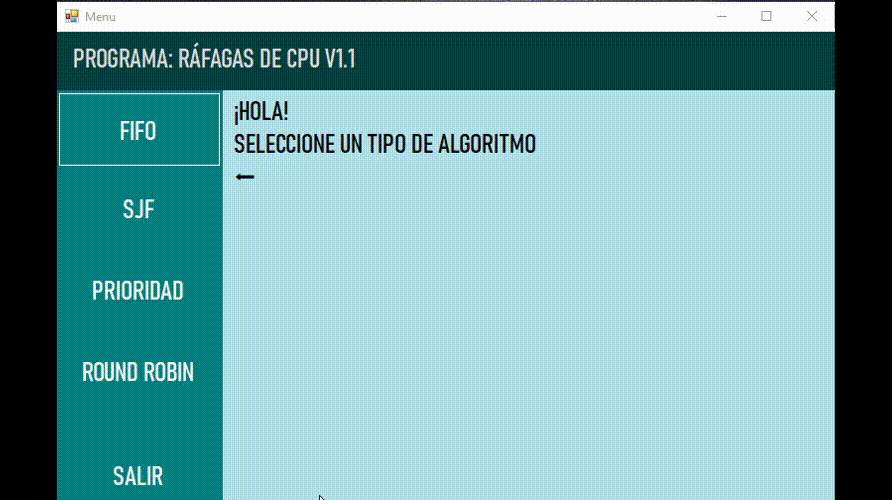 Menu
PROGRAMA: RÁFAGAS DE CPU V1.1
FIFO
SJF
PRIORIDAD
ROUND ROBIN
SALIR
¡HOLA!
SELECCIONE UN TIPO DE ALGORITMO
←